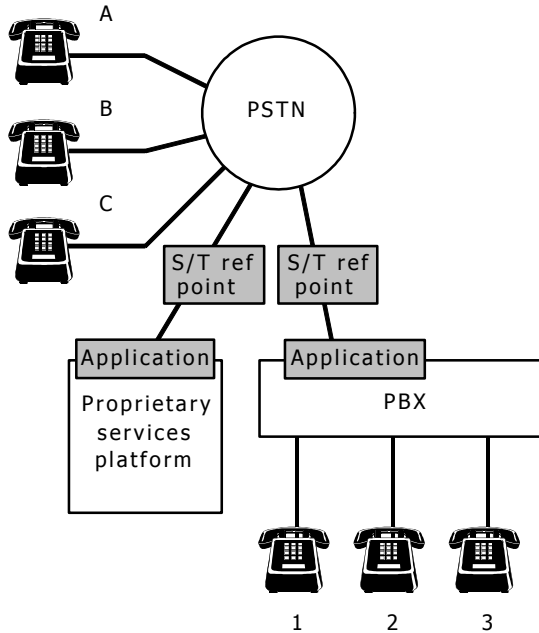 A
PSTN
B
C
S/T ref
point
S/T ref
point
Application
Proprietary
services
platform
Application
PBX
1
2
3